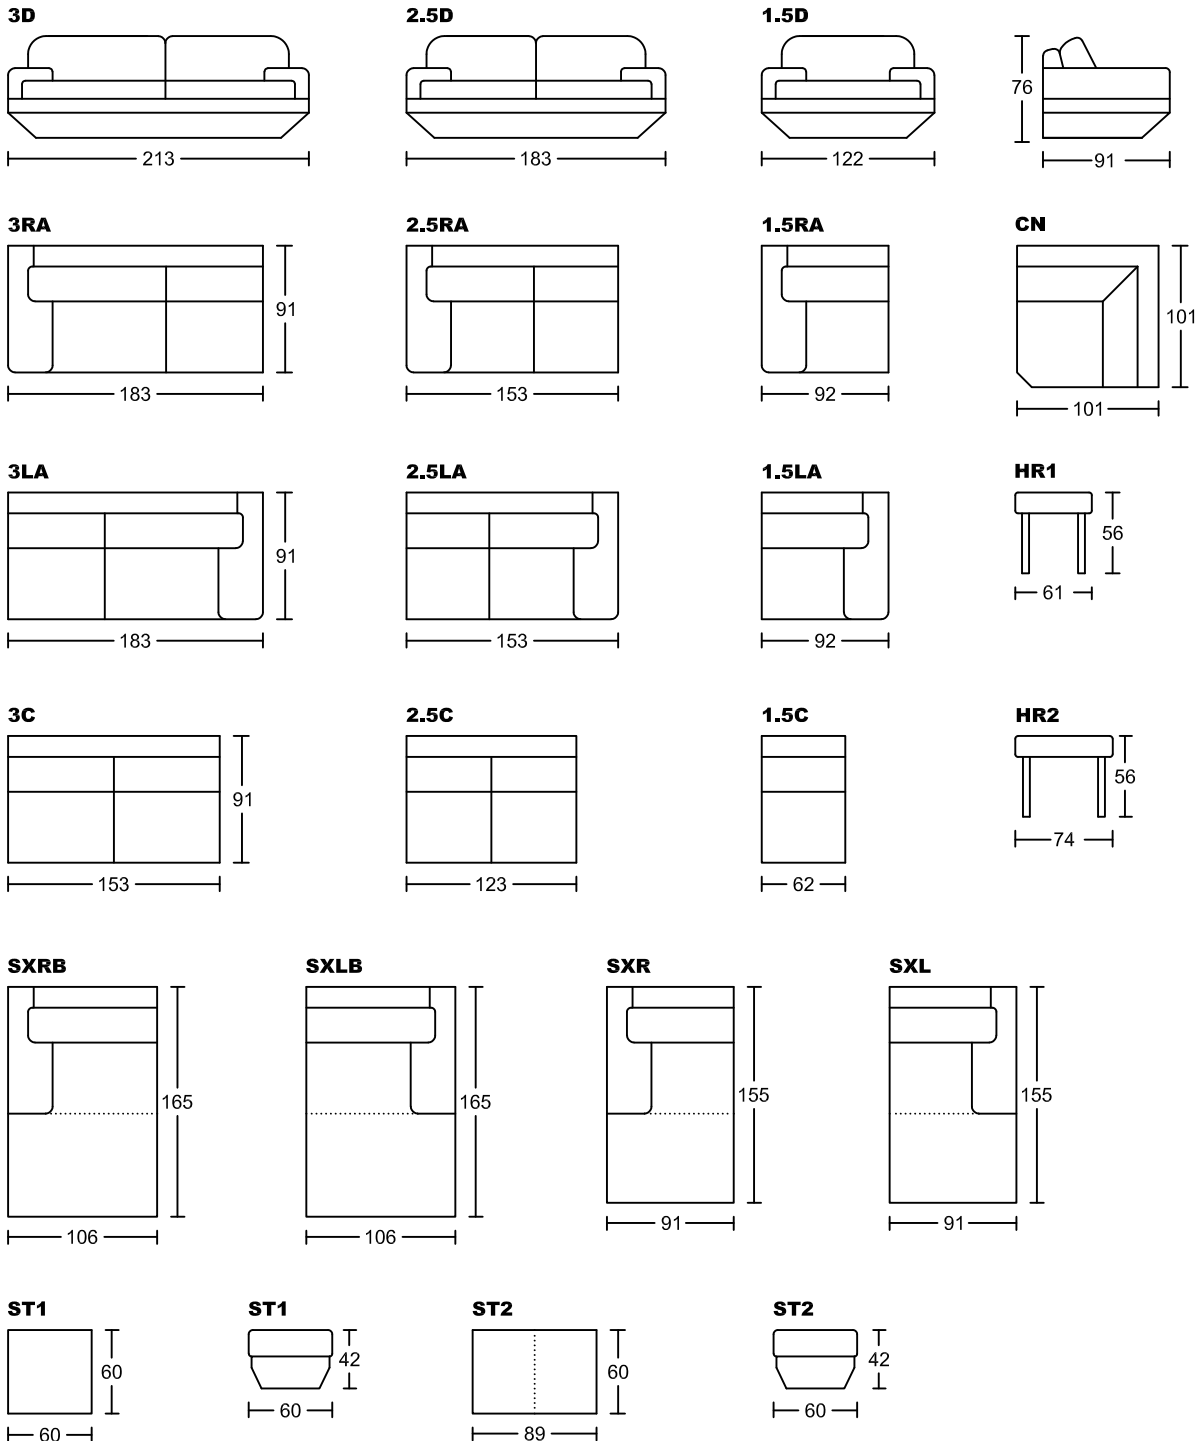 3D 2.5D 1.5D
76
213 183 122 91
3RA 2.5RA 1.5RA CN
91 101
183 153 92 101
3LA 2.5LA 1.5LA HR1
91 56
61
183 153 92
3C 2.5C 1.5C HR2
91 56
74
153 123 62
SXRB SXLB SXR SXL
165 165 155 155
91 91
106 106
ST1 ST1 ST2 ST2
60 42 60 42
60 60
60 89